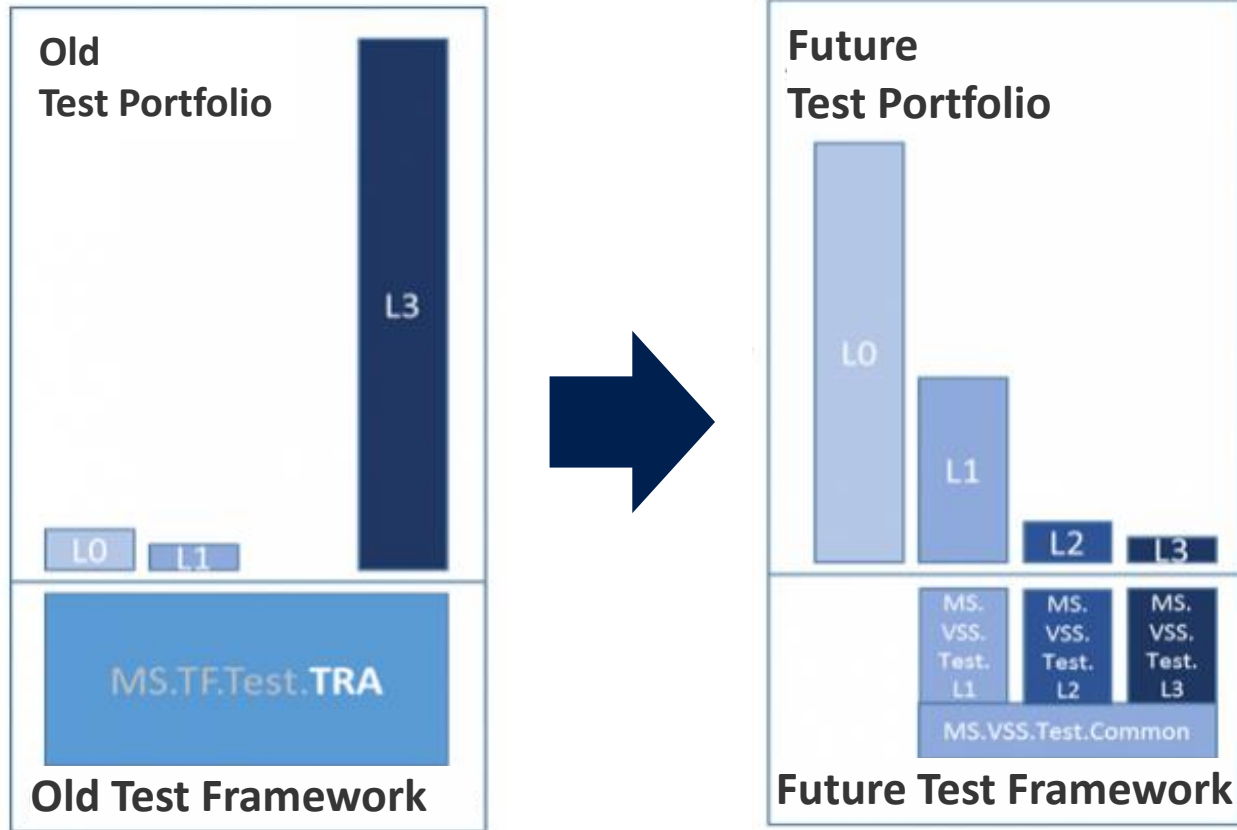 Old
Test Portfolio
L3
L0
L1
MS.TF.Test.TRA
Old Test Framework
Future
Test Portfolio
L0
L1
L2
L3
MS.
VSS.
Test.
L1
MS.
VSS.
Test.
L2
MS.
VSS.
Test.
L3
MS.VSS.Test.Common
Future Test Framework